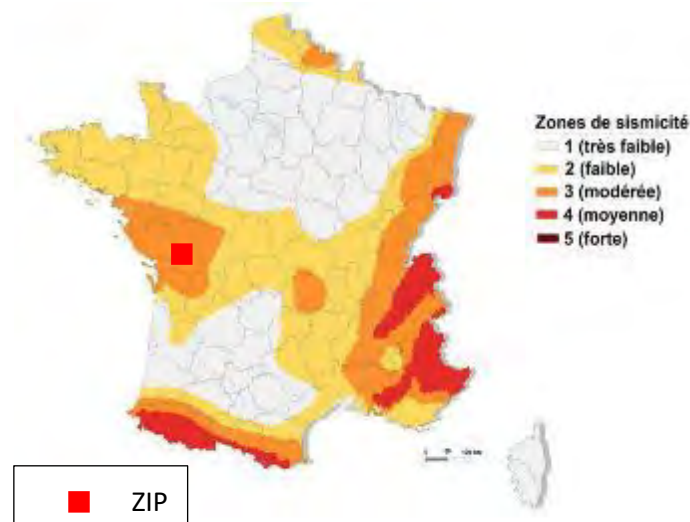 Zones de sismicité
1 (très faible)
2 (faible)
3 (modérée)
4 (moyenne)
5 (forte)
ZIP